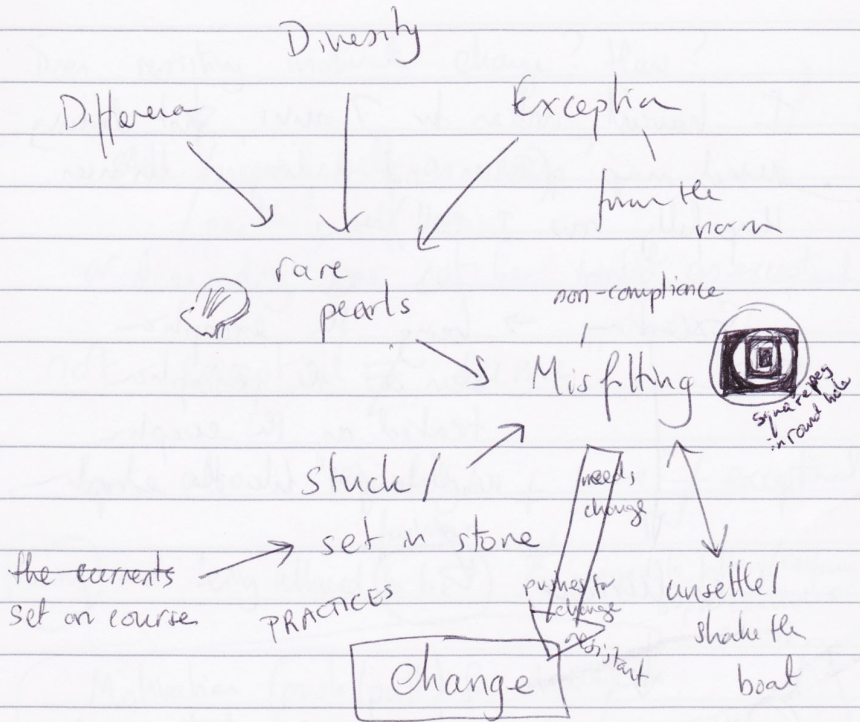 Diversity
Difference
Exception
from the
norm
rare
pearls
non-compliance
Misfitting
square peg
in round hole
stuck/
set in stone
needs
change
the currents
set on course
PRACTICES
pushes for
change
resistant
unsettle/
shake the
boat
Change